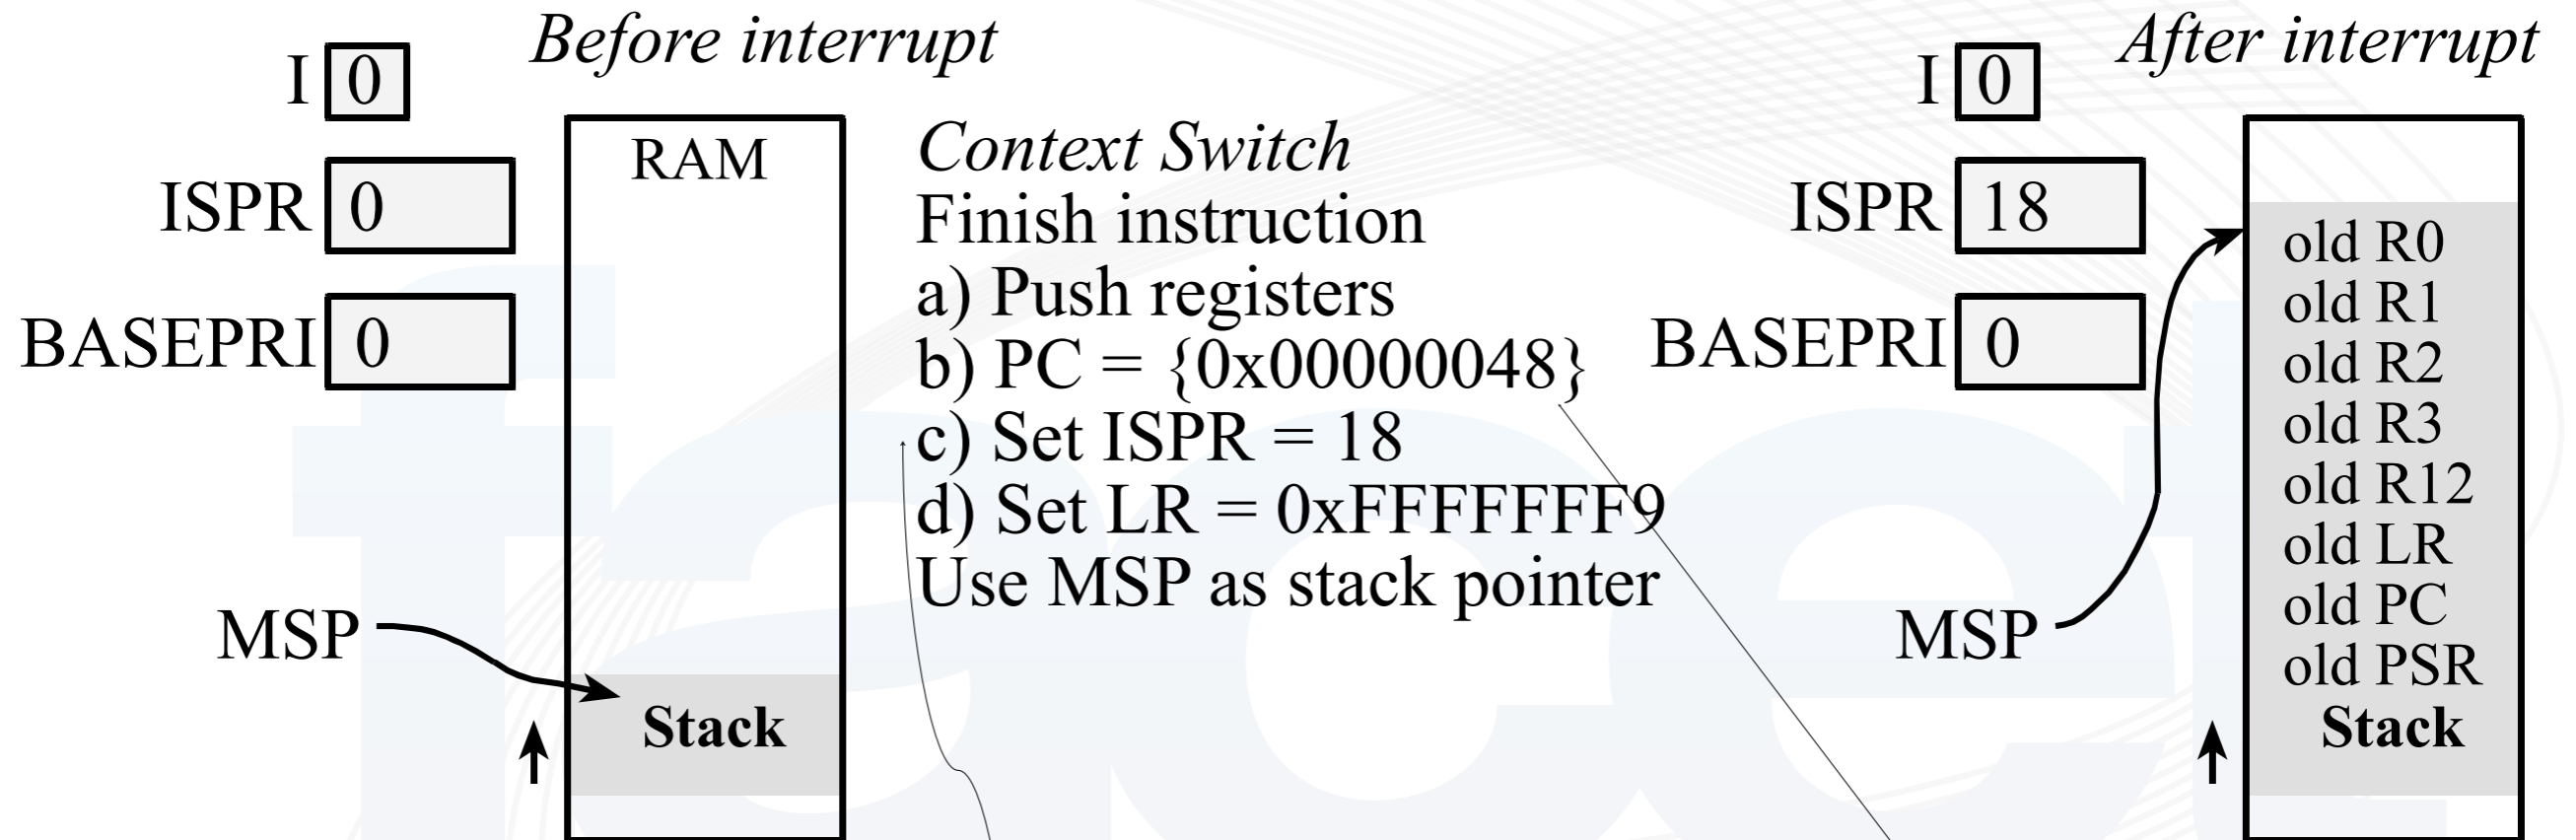 Before interrupt
I 0
ISPR 0
BASEPRI 0
MSP
RAM
Stack
Context Switch
Finish instruction
a) Push registers
b) PC = {0x00000048}
c) Set ISPR = 18
d) Set LR = 0xFFFFFFF9
Use MSP as stack pointer
After interrupt
I 0
ISPR 18
BASEPRI 0
MSP
old R0
old R1
old R2
old R3
old R12
old LR
old PC
old PSR
Stack